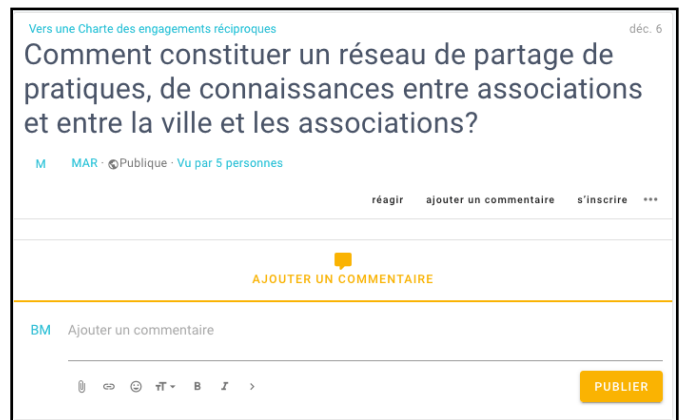 Vers une Charte des engagements réciproques
déc. 6
Comment constituer un réseau de partage de
pratiques, de connaissances entre associations
et entre la ville et les associations?
M
MAR · Publique · Vu par 5 personnes
réagir ajouter un commentaire s'inscrire
AJOUTER UN COMMENTAIRE
BM Ajouter un commentaire
B I
PUBLIER